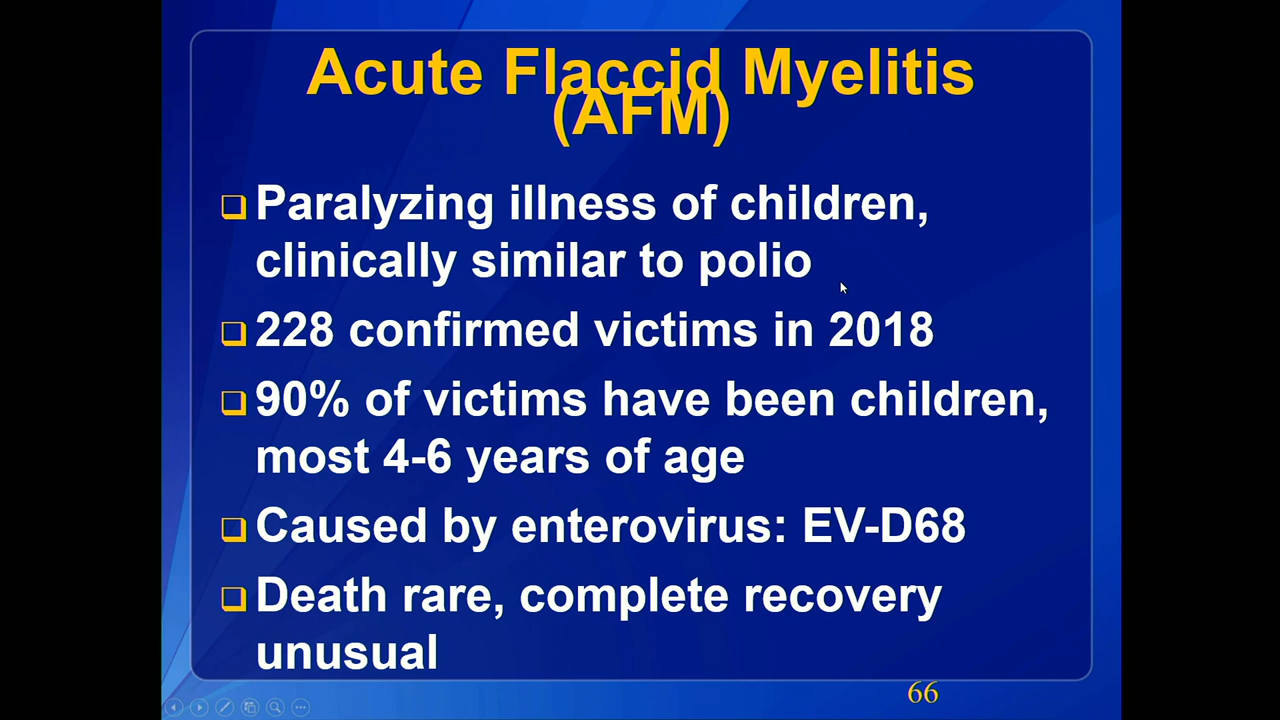 Acute Flaccid Myelitis
(AFM)
Paralyzing illness of children,
clinically similar to polio
228 confirmed victims in 2018
90% of victims have been children,
most 4-6 years of age
Caused by enterovirus: EV-D68
Death rare, complete recovery
unusual
66